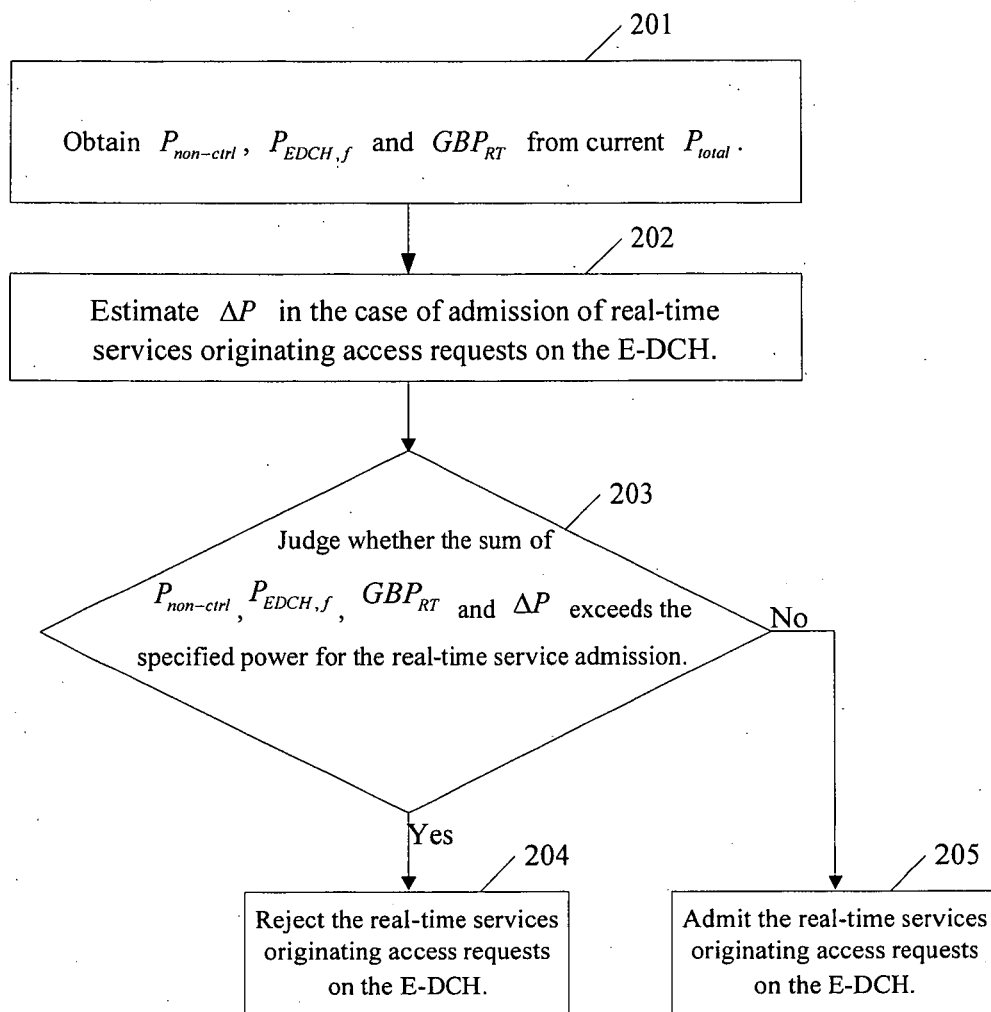 201
Obtain P_non-ctrl, P_EDCH,f and GBP_RT from current P_total.
202
Estimate ΔP in the case of admission of real-time
services originating access requests on the E-DCH.
203
Judge whether the sum of
P_non-ctrl, P_EDCH,f, GBP_RT and ΔP exceeds the
specified power for the real-time service admission.
No
Yes
204
Reject the real-time services
originating access requests
on the E-DCH.
205
Admit the real-time services
originating access requests
on the E-DCH.